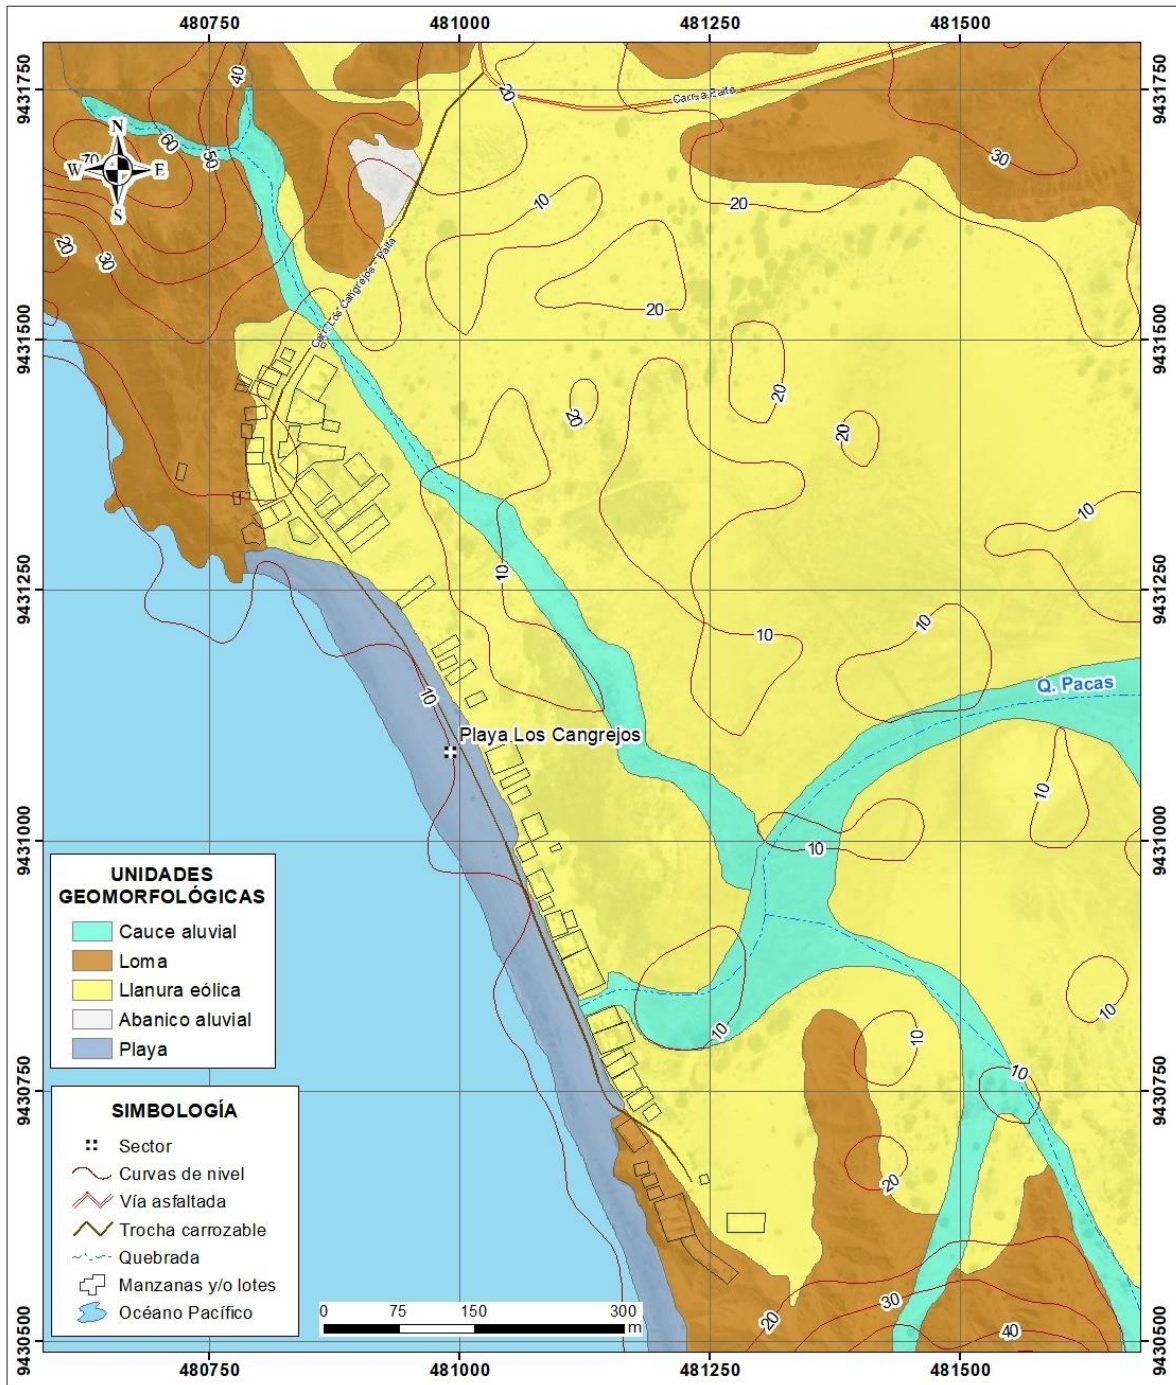 480750
481000
481250
481500
9431750
9431750
40
20
Carr. a Paita
N
W
E
S
70
60
50
30
10
20
20
30
20
Carr. Los Cangrejos - Paita
9431500
9431500
20
20
20
20
10
10
9431250
9431250
10
10
10
10
Q. Pacas
Playa Los Cangrejos
10
9431000
9431000
10
UNIDADES
GEOMORFOLÓGICAS
Cauce aluvial
Loma
Llanura eólica
Abanico aluvial
Playa
10
10
10
10
9430750
9430750
SIMBOLOGÍA
Sector
Curvas de nivel
Vía asfaltada
Trocha carrozable
Quebrada
Manzanas y/o lotes
Océano Pacífico
20
30
20
40
0 75 150 300
m
9430500
9430500
480750
481000
481250
481500